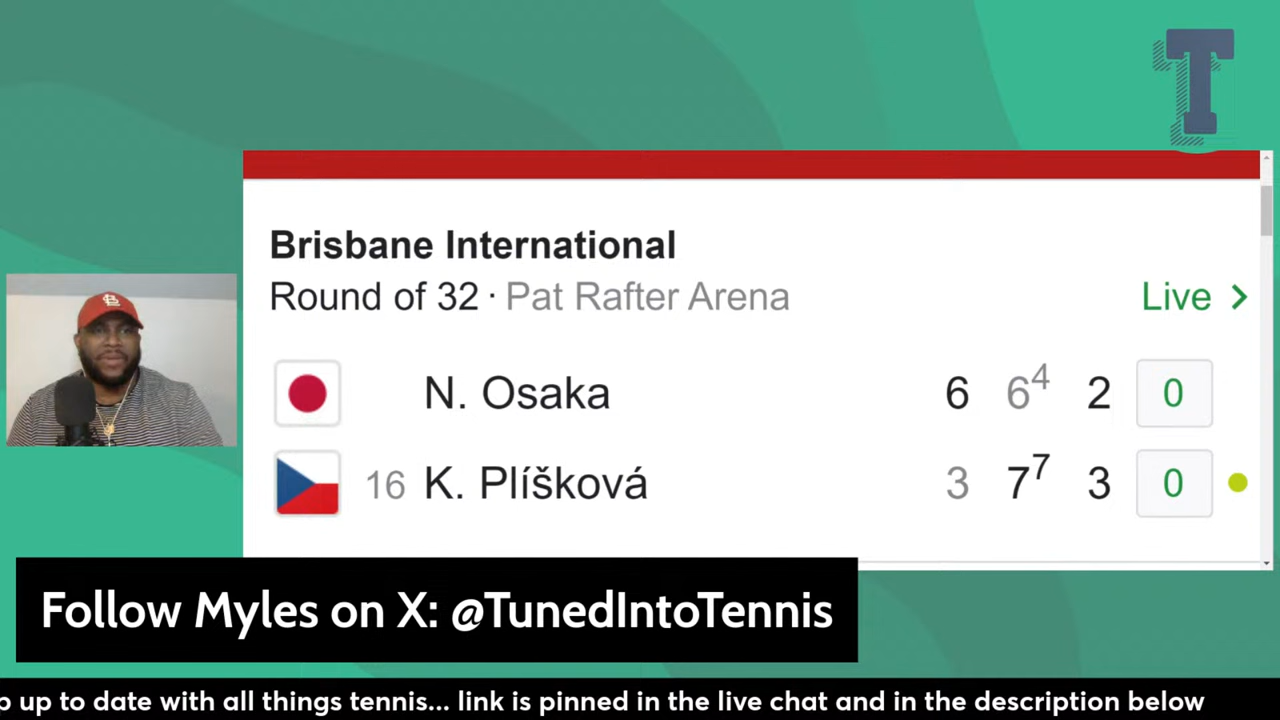 T
Brisbane International
Round of 32 · Pat Rafter Arena Live >
N. Osaka 6 6⁴ 2 0
16 K. Plíšková 3 7⁷ 3 0
Follow Myles on X: @TunedIntoTennis
up to date with all things tennis... link is pinned in the live chat and in the description below